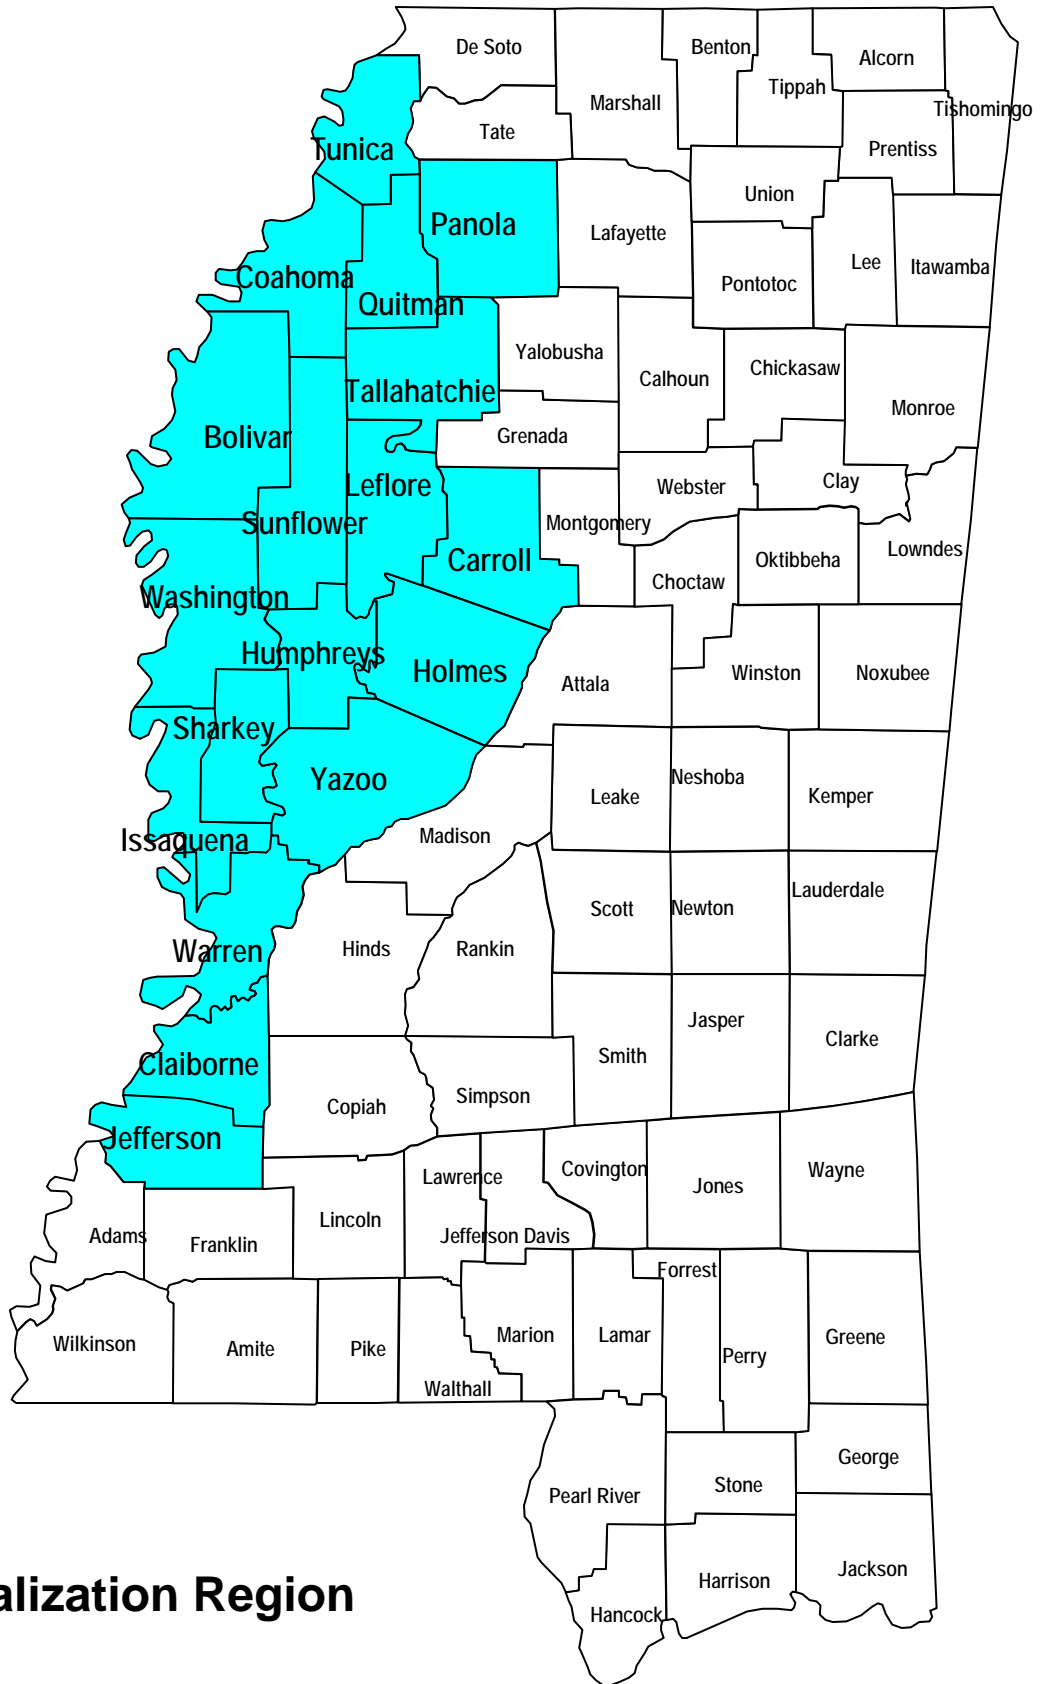 De Soto
Benton
Alcorn
Tippah
Marshall
Tishomingo
Tate
Tunica
Prentiss
Union
Panola
Lafayette
Lee
Itawamba
Coahoma
Pontotoc
Quitman
Yalobusha
Chickasaw
Calhoun
Tallahatchie
Monroe
Bolivar
Grenada
Leflore
Webster
Clay
Sunflower
Montgomery
Lowndes
Carroll
Oktibbeha
Choctaw
Washington
Humphreys
Holmes
Winston
Noxubee
Attala
Sharkey
Yazoo
Neshoba
Leake
Kemper
Issaquena
Madison
Lauderdale
Scott
Newton
Warren
Hinds
Rankin
Jasper
Clarke
Smith
Claiborne
Simpson
Copiah
Jefferson
Covington
Wayne
Lawrence
Jones
Lincoln
Adams
Jefferson Davis
Franklin
Forrest
Marion
Lamar
Greene
Wilkinson
Amite
Pike
Perry
Walthall
George
Stone
Pearl River
Jackson
Harrison
alization Region
Hancock